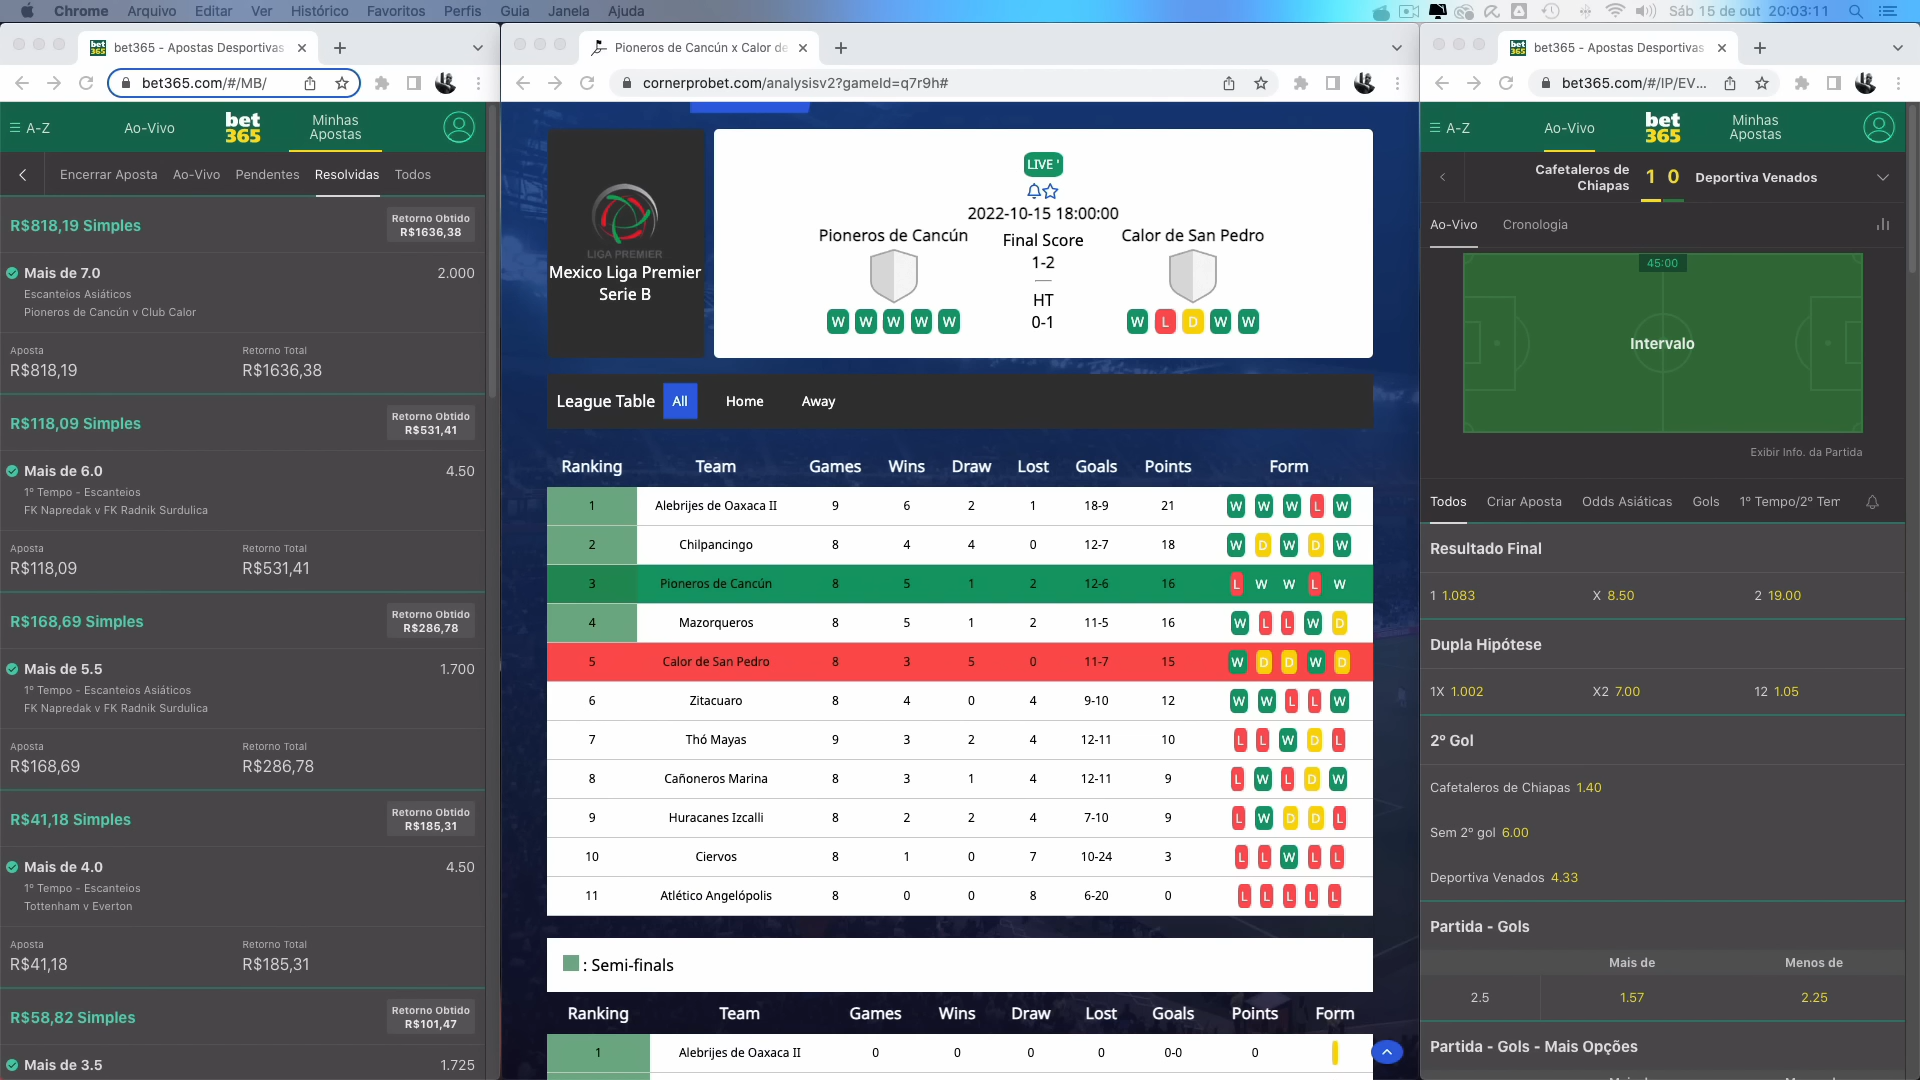 Chrome Arquivo Editar Ver Histórico Favoritos Perfis Guia Janela Ajuda
Sáb 15 de out 20:03:11
bet365 - Apostas Desportivas
bet365.com/#/MB/
A-Z
Ao-Vivo
bet365
Minhas Apostas
Encerrar Aposta Ao-Vivo Pendentes Resolvidas Todos
R$818,19 Simples
Retorno Obtido
R$1636,38
Mais de 7.0 2.000
Escanteios Asiáticos
Pioneros de Cancún v Club Calor
Aposta Retorno Total
R$818,19 R$1636,38
R$118,09 Simples
Retorno Obtido
R$531,41
Mais de 6.0 4.50
1º Tempo - Escanteios
FK Napredak v FK Radnik Surdulica
Aposta Retorno Total
R$118,09 R$531,41
R$168,69 Simples
Retorno Obtido
R$286,78
Mais de 5.5 1.700
1º Tempo - Escanteios Asiáticos
FK Napredak v FK Radnik Surdulica
Aposta Retorno Total
R$168,69 R$286,78
R$41,18 Simples
Retorno Obtido
R$185,31
Mais de 4.0 4.50
1º Tempo - Escanteios
Tottenham v Everton
Aposta Retorno Total
R$41,18 R$185,31
R$58,82 Simples
Retorno Obtido
R$101,47
Mais de 3.5 1.725
Pioneros de Cancún x Calor de
cornerprobet.com/analysisv2?gameId=q7r9h#
LIGA PREMIER
Mexico Liga Premier
Serie B
LIVE '
2022-10-15 18:00:00
Pioneros de Cancún Final Score Calor de San Pedro
1-2
HT
W W W W W 0-1 W L D W W
League Table All Home Away
Ranking Team Games Wins Draw Lost Goals Points Form
1 Alebrijes de Oaxaca II 9 6 2 1 18-9 21 W W W L W
2 Chilpancingo 8 4 4 0 12-7 18 W D W D W
3 Pioneros de Cancún 8 5 1 2 12-6 16 L W W L W
4 Mazorqueros 8 5 1 2 11-5 16 W L L W D
5 Calor de San Pedro 8 3 5 0 11-7 15 W D D W D
6 Zitacuaro 8 4 0 4 9-10 12 W W L L W
7 Thó Mayas 9 3 2 4 12-11 10 L L W D L
8 Cañoneros Marina 8 3 1 4 12-11 9 L W L D W
9 Huracanes Izcalli 8 2 2 4 7-10 9 L W D D L
10 Ciervos 8 1 0 7 10-24 3 L L W L L
11 Atlético Angelópolis 8 0 0 8 6-20 0 L L L L L
: Semi-finals
Ranking Team Games Wins Draw Lost Goals Points Form
1 Alebrijes de Oaxaca II 0 0 0 0 0-0 0
bet365 - Apostas Desportivas
bet365.com/#/IP/EV...
A-Z
Ao-Vivo
bet365
Minhas Apostas
Cafetaleros de Chiapas 1 0 Deportiva Venados
Ao-Vivo Cronologia
45:00
Intervalo
Exibir Info. da Partida
Todos Criar Aposta Odds Asiáticas Gols 1º Tempo/2º Tem
Resultado Final
1 1.083 X 8.50 2 19.00
Dupla Hipótese
1X 1.002 X2 7.00 12 1.05
2º Gol
Cafetaleros de Chiapas 1.40
Sem 2º gol 6.00
Deportiva Venados 4.33
Partida - Gols
Mais de Menos de
2.5 1.57 2.25
Partida - Gols - Mais Opções